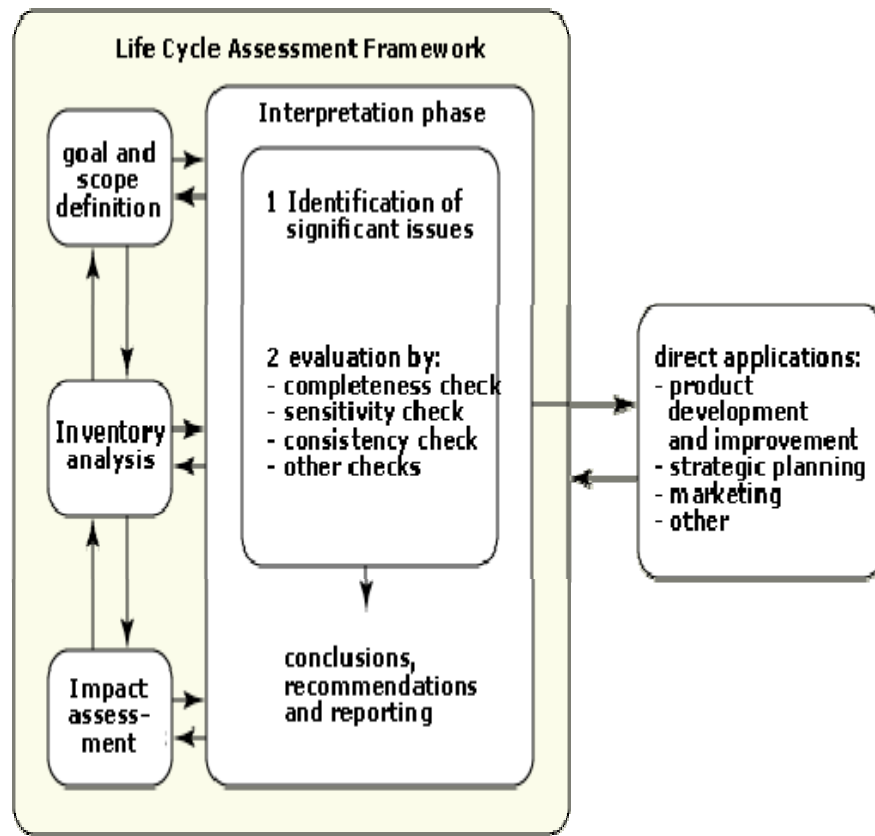 Life Cycle Assessment Framework
goal and
scope
definition
Inventory
analysis
Impact
assess-
ment
Interpretation phase
1 Identification of
significant issues
2 evaluation by:
- completeness check
- sensitivity check
- consistency check
- other checks
conclusions,
recommendations
and reporting
direct applications:
- product
development
and improvement
- strategic planning
- marketing
- other